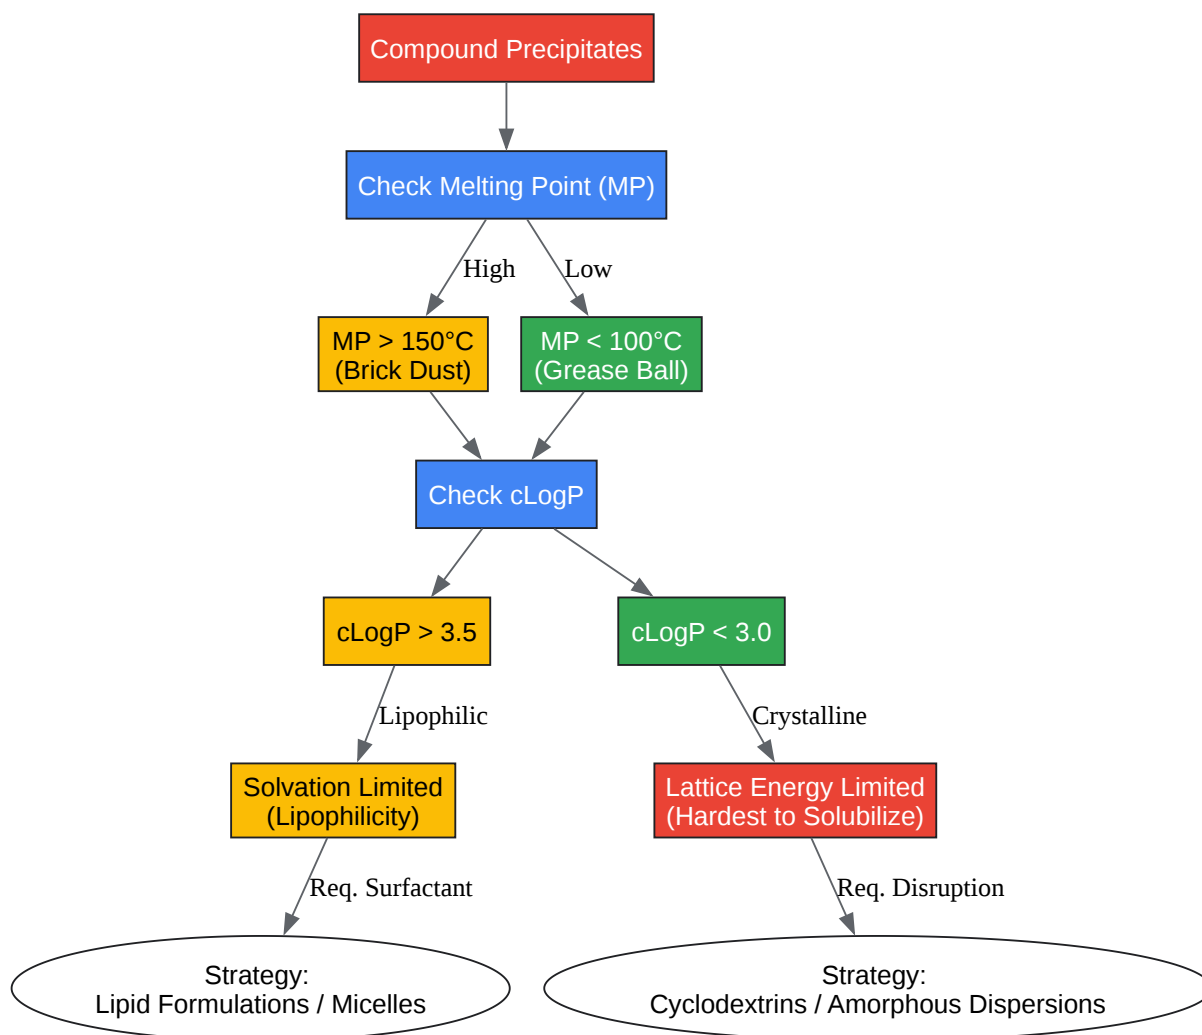 Compound Precipitates
Check Melting Point (MP)
High
Low
MP > 150°C
(Brick Dust)
MP < 100°C
(Grease Ball)
Check cLogP
cLogP > 3.5
cLogP < 3.0
Lipophilic
Crystalline
Solvation Limited
(Lipophilicity)
Lattice Energy Limited
(Hardest to Solubilize)
Req. Surfactant
Req. Disruption
Strategy:
Lipid Formulations / Micelles
Strategy:
Cyclodextrins / Amorphous Dispersions